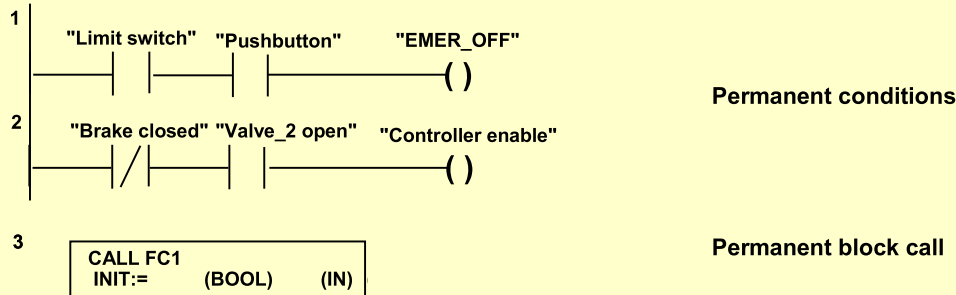 1
"Limit switch" "Pushbutton" "EMER_OFF"
( )
Permanent conditions
2
"Brake closed" "Valve_2 open" "Controller enable"
( )
3
Permanent block call
CALL FC1
INIT:= (BOOL) (IN)